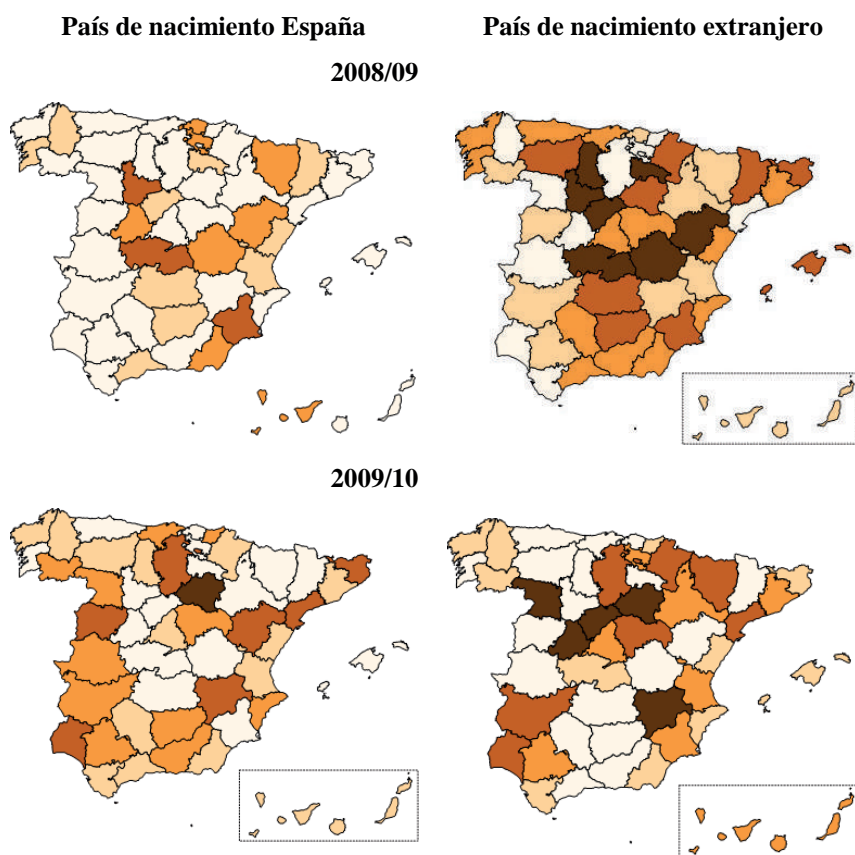 País de nacimiento España
País de nacimiento extranjero
2008/09
2009/10